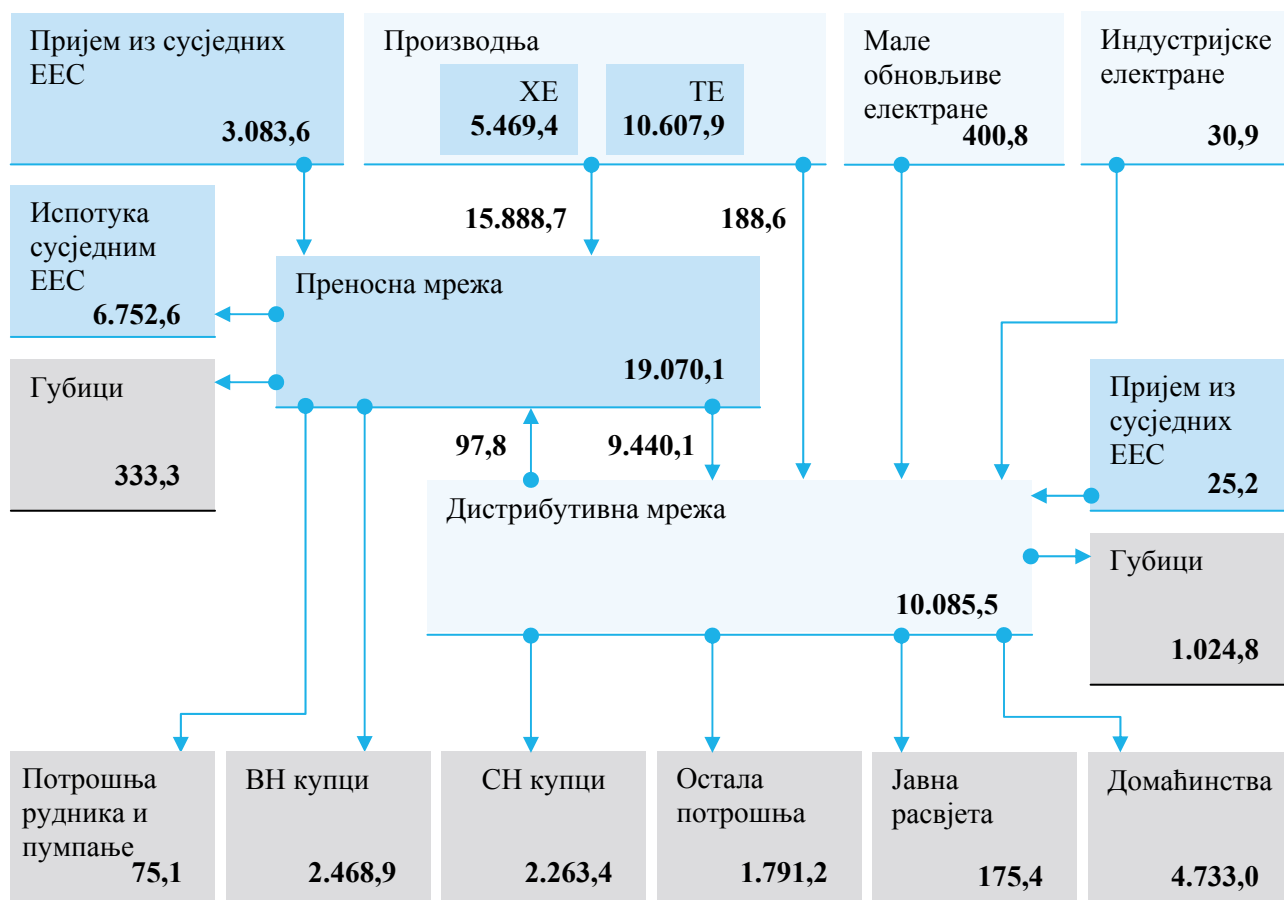 Пријем из сусједних
ЕЕС
3.083,6
Производња
ХЕ
5.469,4
ТЕ
10.607,9
Мале
обновљиве
електране
400,8
Индустријске
електране
30,9
Испотука
сусједним
ЕЕС
6.752,6
15.888,7
188,6
Преносна мрежа
19.070,1
Губици
333,3
97,8
9.440,1
Пријем из
сусједних
ЕЕС
25,2
Дистрибутивна мрежа
10.085,5
Губици
1.024,8
Потрошња
рудника и
пумпање
75,1
ВН купци
2.468,9
СН купци
2.263,4
Остала
потрошња
1.791,2
Јавна
расвјета
175,4
Домаћинства
4.733,0